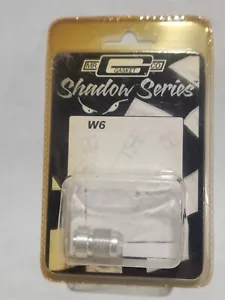 MR. GASKET CO
Shadow Series
W6